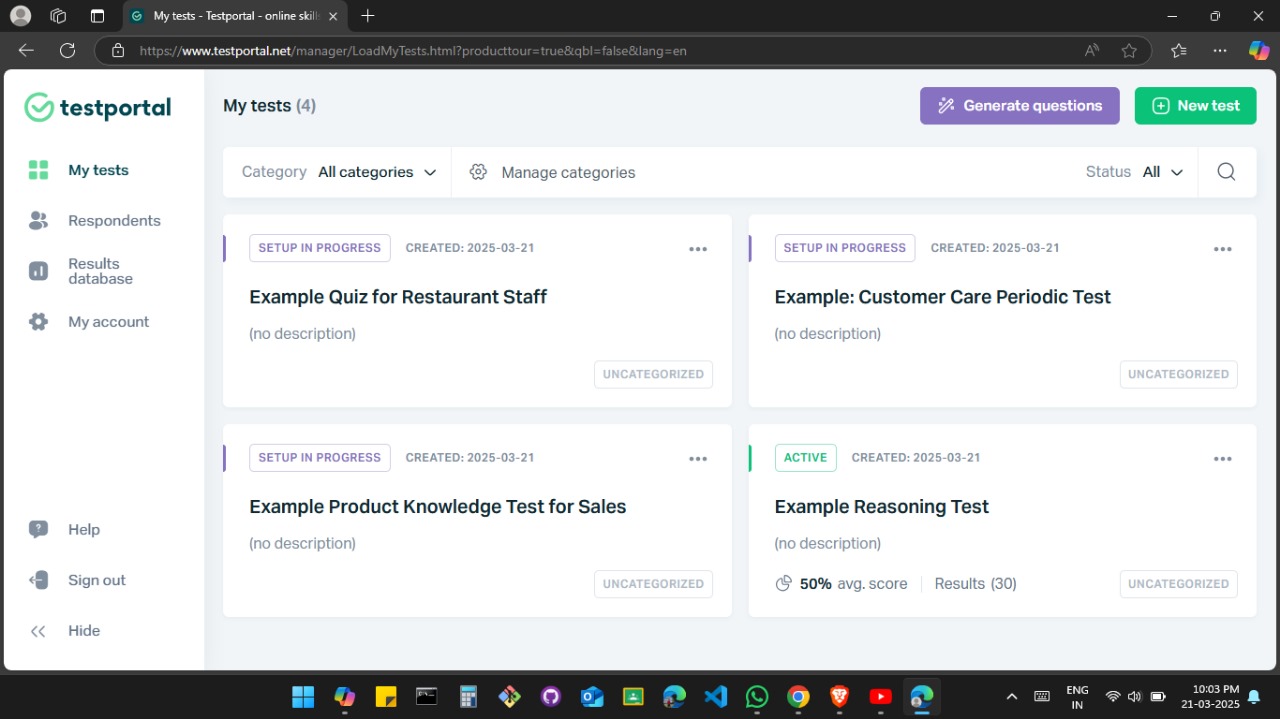 My tests - Testportal - online skills
https://www.testportal.net/manager/LoadMyTests.html?producttour=true&qbl=false&lang=en
testportal
My tests
Respondents
Results
database
My account
Help
Sign out
Hide
My tests (4)
Generate questions
New test
Category All categories
Manage categories
Status All
SETUP IN PROGRESS CREATED: 2025-03-21
Example Quiz for Restaurant Staff
(no description)
UNCATEGORIZED
SETUP IN PROGRESS CREATED: 2025-03-21
Example: Customer Care Periodic Test
(no description)
UNCATEGORIZED
SETUP IN PROGRESS CREATED: 2025-03-21
Example Product Knowledge Test for Sales
(no description)
UNCATEGORIZED
ACTIVE CREATED: 2025-03-21
Example Reasoning Test
(no description)
50% avg. score Results (30) UNCATEGORIZED
ENG
IN
10:03 PM
21-03-2025